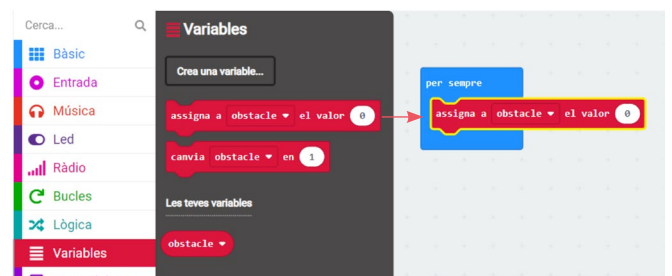 Cerca...
Bàsic
Entrada
Música
Led
Ràdio
Bucles
Lògica
Variables
Variables
Crea una variable...
assigna a obstacle el valor 0
canvia obstacle en 1
Les teves variables
obstacle
per sempre
assigna a obstacle el valor 0